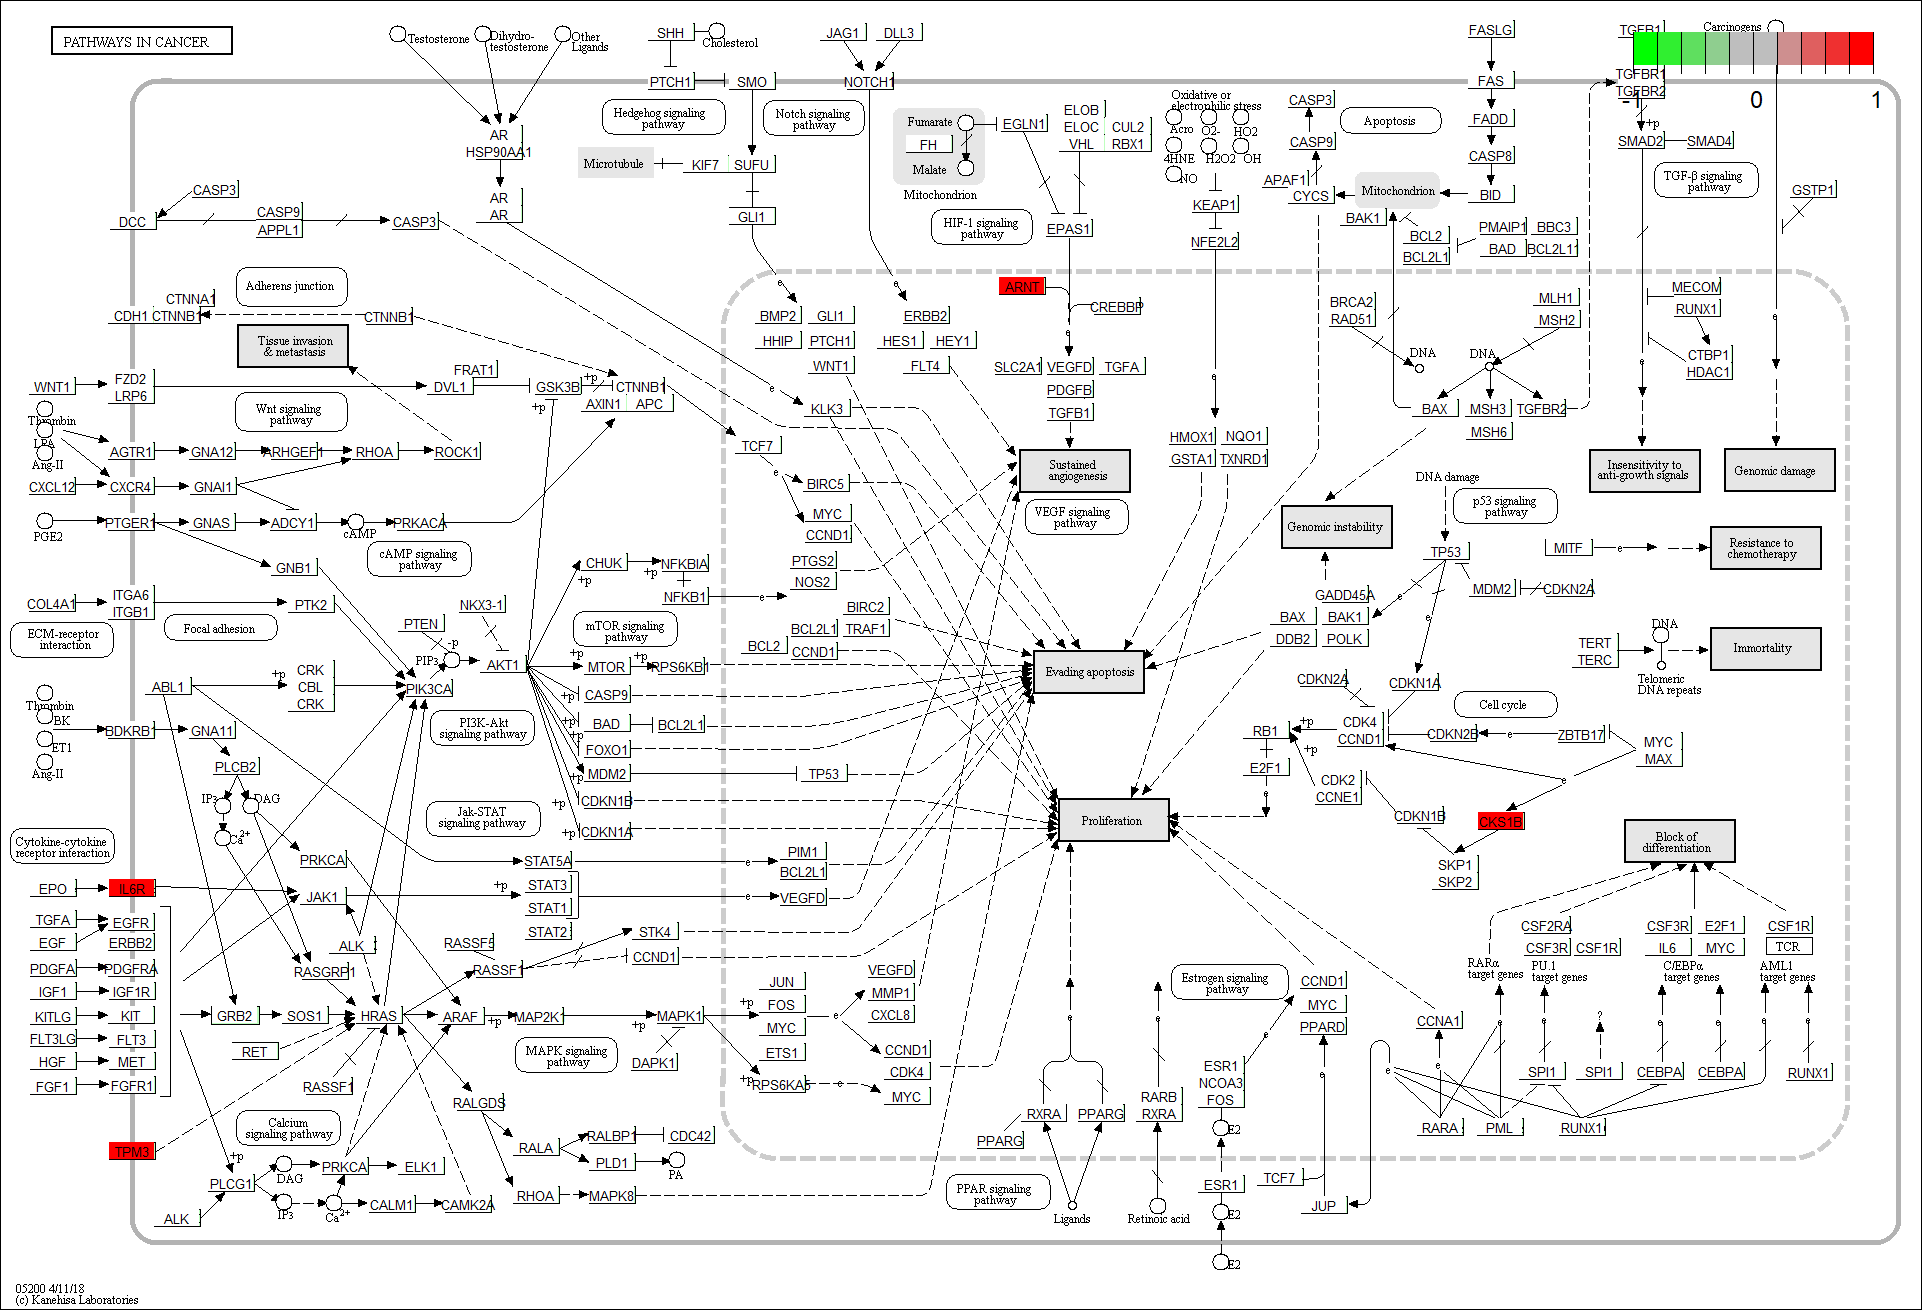 PATHWAYS IN CANCER
Testosterone
Dihydro-
testosterone
Other
Ligands
SHH
Cholesterol
JAG1
DLL3
FASLG
TGFB1
Carcinogens
-1
0
1
PTCH1
SMO
NOTCH1
FAS
TGFBR1
TGFBR2
Hedgehog signaling
pathway
Notch signaling
pathway
Fumarate
FH
Malate
Mitochondrion
EGLN1
ELOB
ELOC
CUL2
VHL
RBX1
Oxidative or
electrophilic stress
Acro
O2-
HO2
4HNE
H2O2
OH
NO
CASP3
CASP9
Apoptosis
FADD
CASP8
BID
+p
SMAD2
SMAD4
TGF-β signaling
pathway
GSTP1
AR
HSP90AA1
AR
AR
Microtubule
KIF7
SUFU
GLI1
HIF-1 signaling
pathway
EPAS1
KEAP1
NFE2L2
APAF1
CYCS
Mitochondrion
BAK1
BCL2
BCL2L1
PMAIP1
BBC3
BAD
BCL2L11
DCC
CASP3
CASP9
APPL1
CASP3
Adherens junction
CTNNA1
CDH1
CTNNB1
CTNNB1
Tissue invasion
& metastasis
e
e
ARNT
CREBBP
e
BMP2
GLI1
ERBB2
HHIP
PTCH1
HES1
HEY1
WNT1
FLT4
SLC2A1
VEGFD
TGFA
PDGFB
TGFB1
BRCA2
RAD51
MLH1
MSH2
DNA
DNA
MECOM
RUNX1
CTBP1
HDAC1
e
e
e
WNT1
FZD2
LRP6
FRAT1
DVL1
GSK3B
+p
+p
CTNNB1
AXIN1
APC
Wnt signaling
pathway
e
KLK3
BAX
MSH3
TGFBR2
MSH6
Thrombin
LPA
Ang-II
AGTR1
GNA12
ARHGEF1
RHOA
ROCK1
TCF7
HMOX1
NQO1
GSTA1
TXNRD1
CXCL12
CXCR4
GNAI1
e
e
BIRC5
MYC
CCND1
Sustained
angiogenesis
VEGF signaling
pathway
Insensitivity to
anti-growth signals
Genomic damage
DNA damage
p53 signaling
pathway
Genomic instability
PGE2
PTGER1
GNAS
ADCY1
cAMP
PRKACA
cAMP signaling
pathway
GNB1
CHUK
+p
+p
NFKBIA
NFKB1
e
PTGS2
NOS2
TP53
MITF
e
Resistance to
chemotherapy
COL4A1
ITGA6
ITGB1
PTK2
NKX3-1
PTEN
-p
PIP3
AKT1
mTOR signaling
pathway
Focal adhesion
ECM-receptor
interaction
BIRC2
BCL2L1
TRAF1
BCL2
CCND1
GADD45A
BAX
BAK1
DDB2
POLK
e
e
MDM2
CDKN2A
TERT
TERC
DNA
Telomeric
DNA repeats
Immortality
ABL1
+p
CRK
CBL
CRK
PIK3CA
PI3K-Akt
signaling pathway
+p
MTOR
+p
RPS6KB1
+p
CASP9
+p
BAD
BCL2L1
+p
FOXO1
+p
MDM2
TP53
+p
CDKN1B
+p
CDKN1A
Evading apoptosis
Proliferation
CDKN2A
CDKN1A
Cell cycle
RB1
+p
+p
CDK4
CCND1
CDKN2B
e
ZBTB17
MYC
MAX
E2F1
e
CDK2
CCNE1
e
CDKN1B
CKS1B
SKP1
SKP2
Block of
differentiation
Thrombin
BK
ET1
Ang-II
BDKRB1
GNA11
PLCB2
IP3
DAG
Ca2+
Jak-STAT
signaling pathway
Cytokine-cytokine
receptor interaction
PRKCA
STAT5A
e
PIM1
BCL2L1
EPO
IL6R
JAK1
+p
STAT3
STAT1
STAT2
e
VEGFD
TGFA
EGFR
EGF
ERBB2
PDGFA
PDGFRA
IGF1
IGF1R
KITLG
KIT
FLT3LG
FLT3
HGF
MET
FGF1
FGFR1
ALK
RASGRP1
RASSF5
RASSF1
STK4
CCND1
GRB2
SOS1
HRAS
ARAF
+p
MAP2K1
MAPK1
+p
+p
JUN
FOS
MYC
ETS1
e
VEGFD
MMP1
CXCL8
CCND1
CDK4
RPS6KA5
e
MYC
RET
RASSF1
MAPK signaling
pathway
DAPK1
Estrogen signaling
pathway
CCND1
MYC
PPARD
CSF2RA
CSF3R
CSF1R
CSF3R
E2F1
IL6
MYC
CSF1R
TCR
RARα
target genes
PU.1
target genes
C/EBPα
target genes
AML1
target genes
CCNA1
?
e
e
e
e
e
e
e
e
e
e
e
SPI1
SPI1
CEBPA
CEBPA
RUNX1
ESR1
NCOA3
FOS
E2
RXRA
PPARG
PPARG
RARB
RXRA
RARA
PML
RUNX1
TPM3
Calcium
signaling pathway
+p
PLCG1
DAG
IP3
Ca2+
PRKCA
ELK1
CALM1
CAMK2A
ALK
RALGDS
RALA
RALBP1
CDC42
PLD1
PA
RHOA
MAPK8
PPAR signaling
pathway
Ligands
Retinoic acid
ESR1
E2
E2
TCF7
JUP
05200 4/11/18
(c) Kanehisa Laboratories